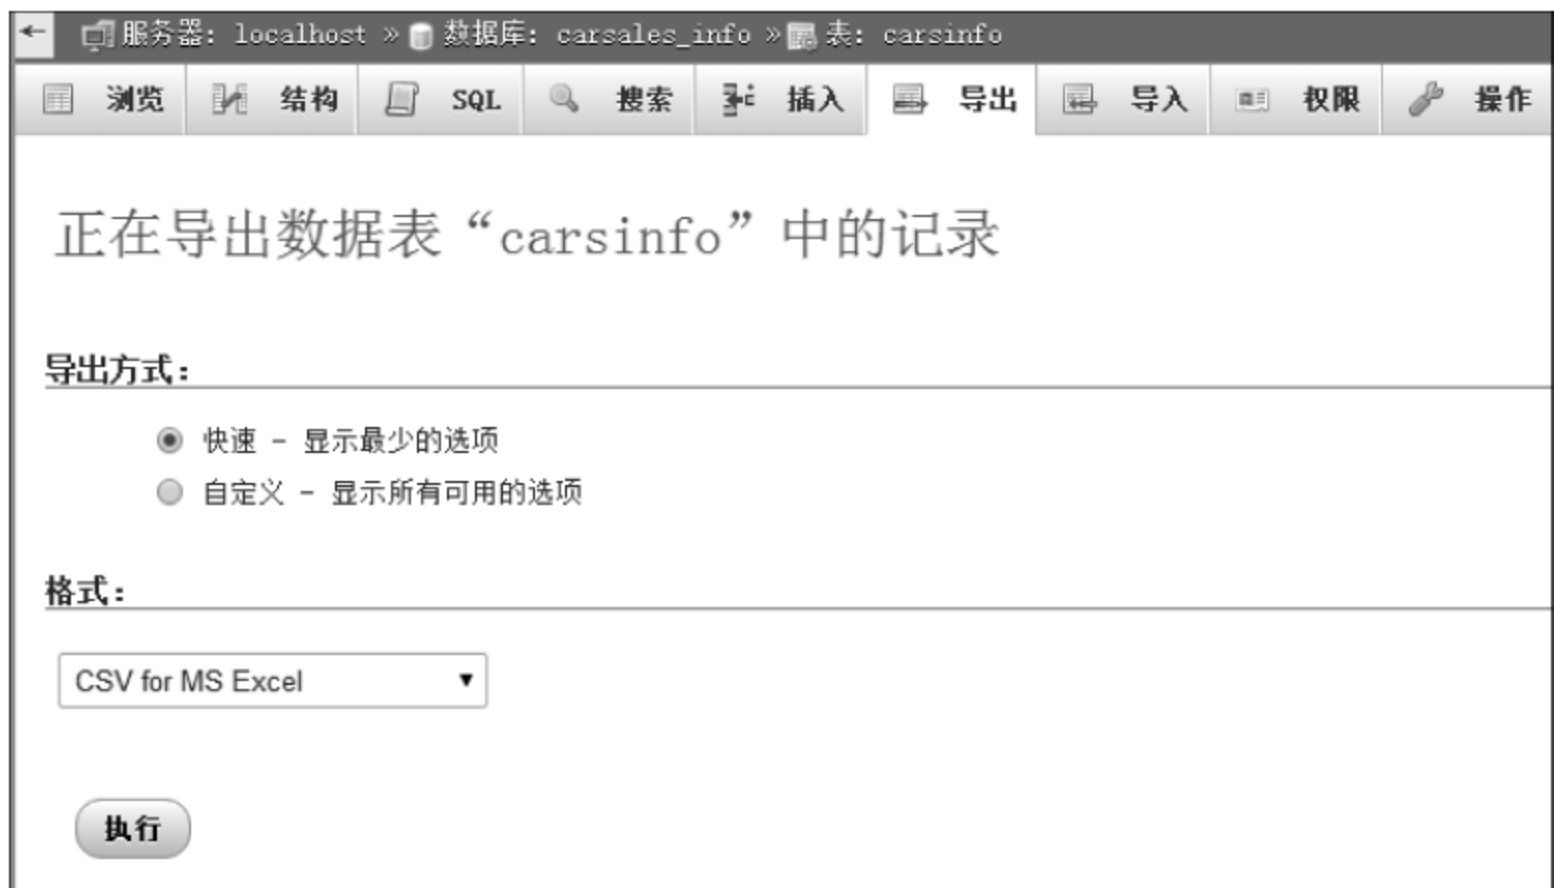 ← 服务器: localhost » 数据库: carsales_info » 表: carsinfo
浏览 结构 SQL 搜索 插入 导出 导入 权限 操作
正在导出数据表“carsinfo”中的记录
导出方式:
快速 - 显示最少的选项
自定义 - 显示所有可用的选项
格式:
CSV for MS Excel
执行